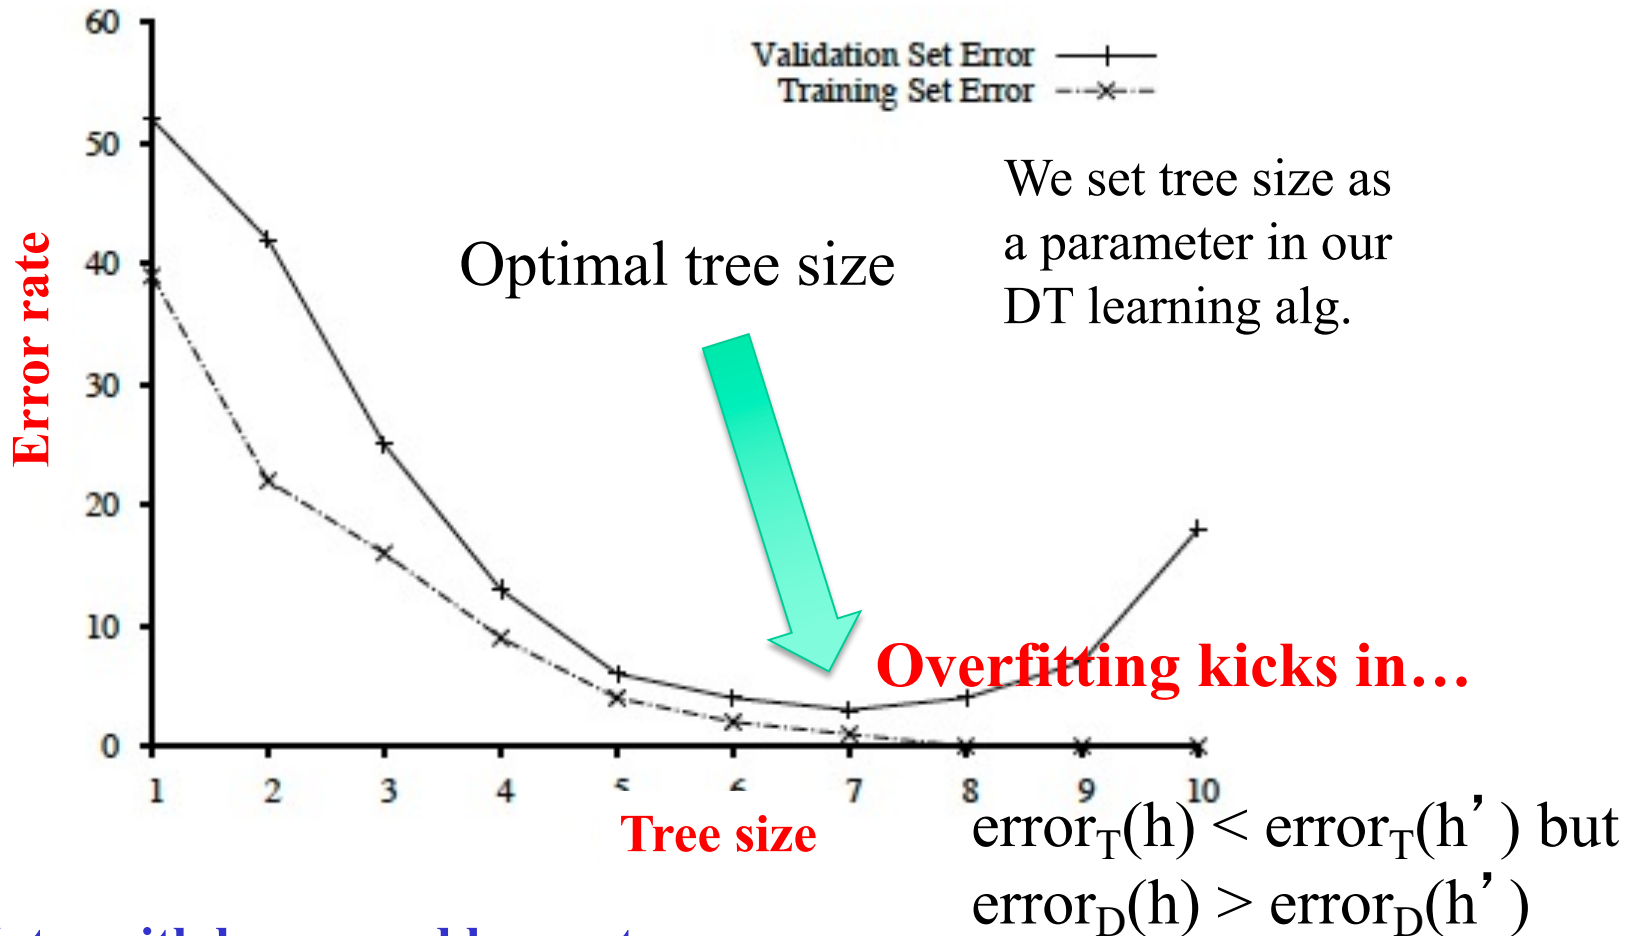 60
Validation Set Error
Training Set Error
50
We set tree size as
a parameter in our
DT learning alg.
Optimal tree size
40
Error rate
30
20
10
Overfitting kicks in…
0
1 2 3 4 5 6 7 8 9 10
Tree size
errorT(h) < errorT(h’) but
errorD(h) > errorD(h’)